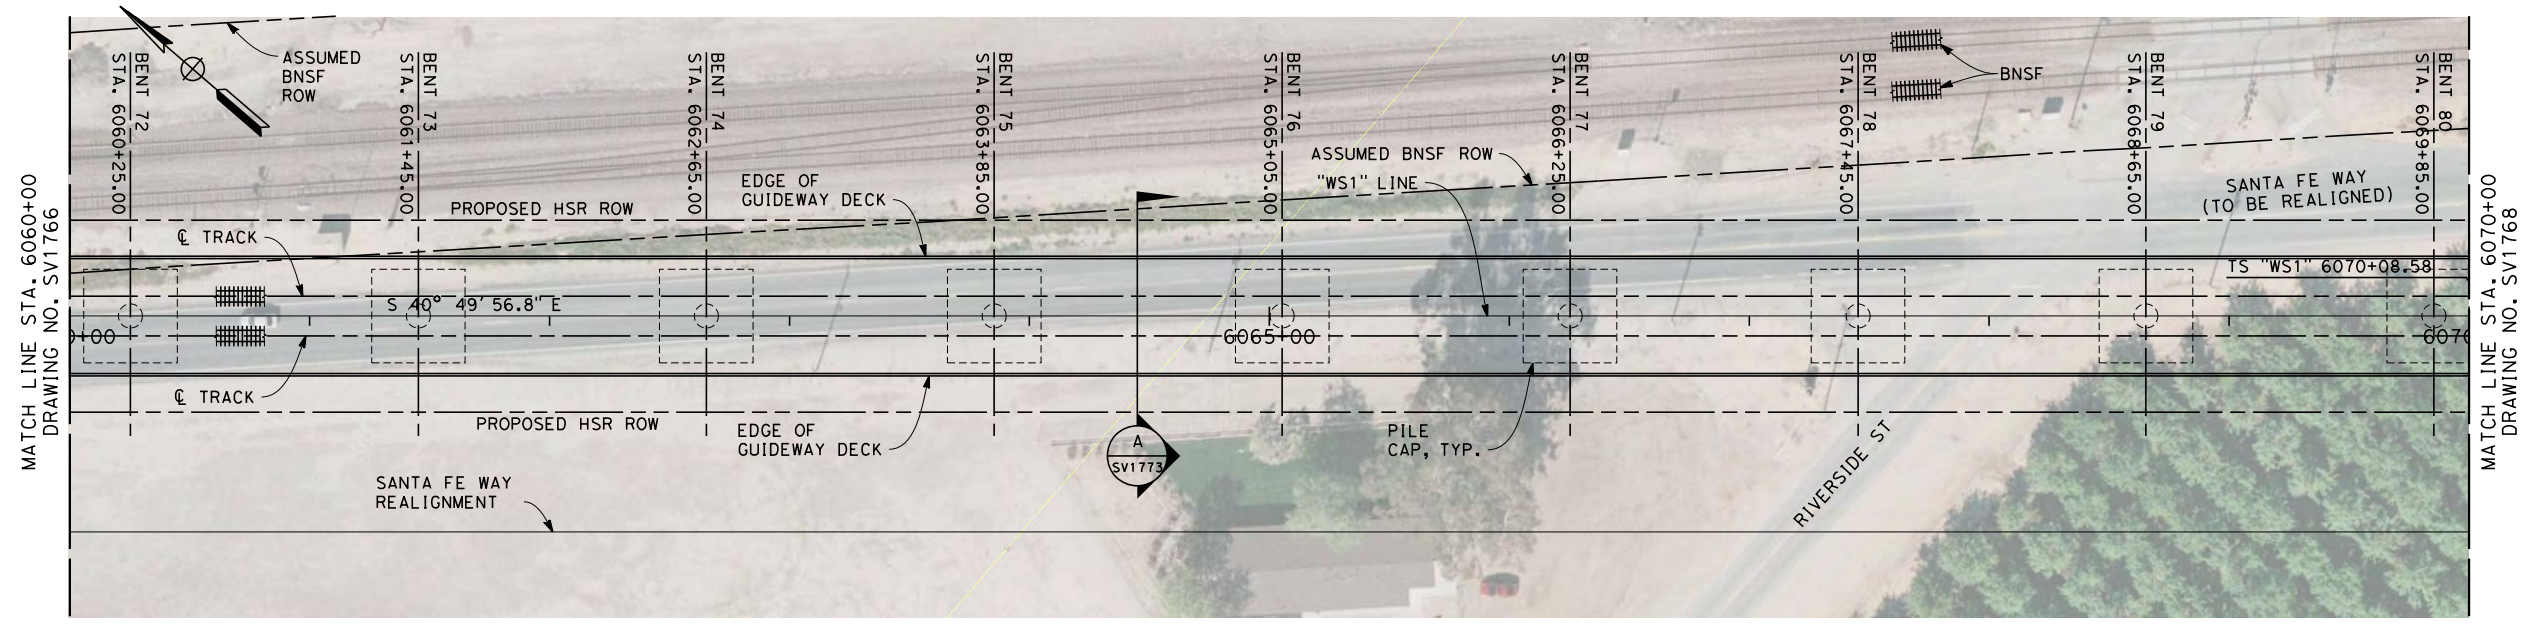 MATCH LINE STA. 6060+00
DRAWING NO. SV1766
ASSUMED
BNSF
ROW
BENT 72
STA. 6060+25.00
BENT 73
STA. 6061+45.00
BENT 74
STA. 6062+65.00
BENT 75
STA. 6063+85.00
BENT 76
STA. 6065+05.00
BENT 77
STA. 6066+25.00
BENT 78
STA. 6067+45.00
BENT 79
STA. 6068+65.00
BENT 80
STA. 6069+85.00
BNSF
ASSUMED BNSF ROW
"WS1" LINE
EDGE OF
GUIDEWAY DECK
PROPOSED HSR ROW
SANTA FE WAY
(TO BE REALIGNED)
℄ TRACK
TS "WS1" 6070+08.58
S 40° 49' 56.8" E
0+00
6065+00
6070
℄ TRACK
PROPOSED HSR ROW
EDGE OF
GUIDEWAY DECK
A
SV1773
PILE
CAP, TYP.
RIVERSIDE ST
SANTA FE WAY
REALIGNMENT
MATCH LINE STA. 6070+00
DRAWING NO. SV1768